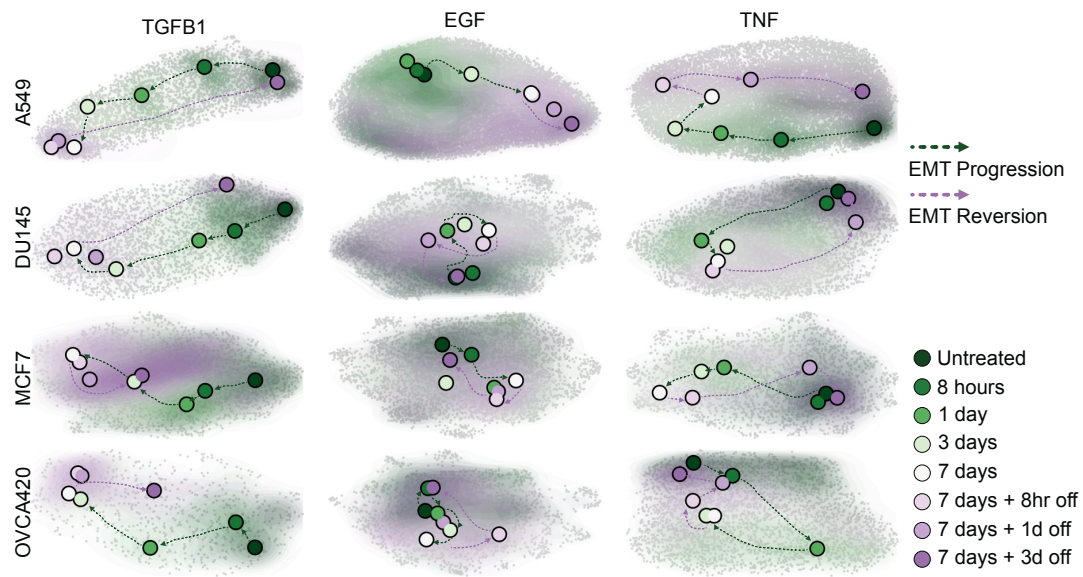 TGFB1
EGF
TNF
A549
DU145
MCF7
OVCA420
EMT Progression
EMT Reversion
Untreated
8 hours
1 day
3 days
7 days
7 days + 8hr off
7 days + 1d off
7 days + 3d off